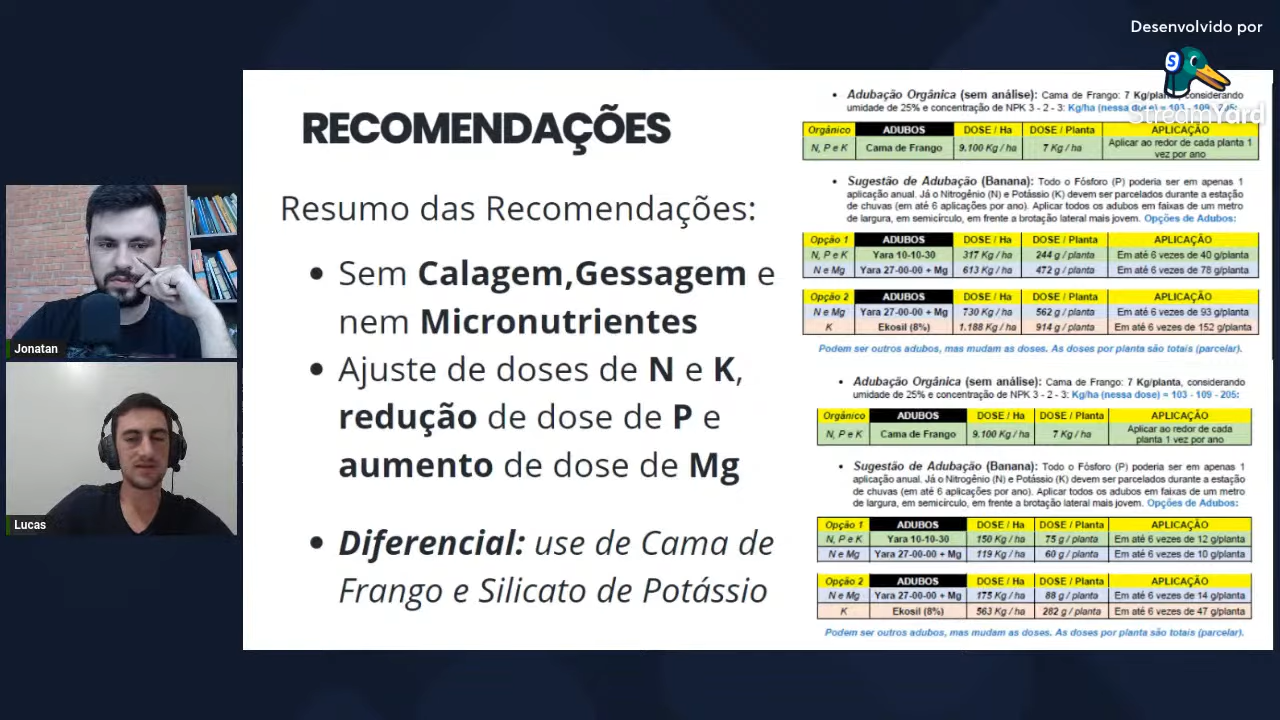 Desenvolvido por
StreamYard
RECOMENDAÇÕES
Resumo das Recomendações:
• Sem Calagem,Gessagem e
nem Micronutrientes
• Ajuste de doses de N e K,
redução de dose de P e
aumento de dose de Mg
• Diferencial: use de Cama de
Frango e Silicato de Potássio
Jonatan
Lucas
• Adubação Orgânica (sem análise): Cama de Frango: 7 Kg/planta, considerando
umidade de 25% e concentração de NPK 3 - 2 - 3: Kg/ha (nessa dose) = 103 - 109 - 205:
Orgânico ADUBOS DOSE / Ha DOSE / Planta APLICAÇÃO
N, P e K Cama de Frango 9.100 Kg / ha 7 Kg / ha Aplicar ao redor de cada planta 1
vez por ano
• Sugestão de Adubação (Banana): Todo o Fósforo (P) poderia ser em apenas 1
aplicação anual. Já o Nitrogênio (N) e Potássio (K) devem ser parcelados durante a estação
de chuvas (em até 6 aplicações por ano). Aplicar todos os adubos em faixas de um metro
de largura, em semicírculo, em frente a brotação lateral mais jovem. Opções de Adubos:
Opção 1 ADUBOS DOSE / Ha DOSE / Planta APLICAÇÃO
N, P e K Yara 10-10-30 317 Kg / ha 244 g / planta Em até 6 vezes de 40 g/planta
N e Mg Yara 27-00-00 + Mg 613 Kg / ha 472 g / planta Em até 6 vezes de 78 g/planta
Opção 2 ADUBOS DOSE / Ha DOSE / Planta APLICAÇÃO
N e Mg Yara 27-00-00 + Mg 730 Kg / ha 562 g / planta Em até 6 vezes de 93 g/planta
K Ekosil (8%) 1.188 Kg / ha 914 g / planta Em até 6 vezes de 152 g/planta
Podem ser outros adubos, mas mudam as doses. As doses por planta são totais (parcelar).
• Adubação Orgânica (sem análise): Cama de Frango: 7 Kg/planta, considerando
umidade de 25% e concentração de NPK 3 - 2 - 3: Kg/ha (nessa dose) = 103 - 109 - 205:
Orgânico ADUBOS DOSE / Ha DOSE / Planta APLICAÇÃO
N, P e K Cama de Frango 9.100 Kg / ha 7 Kg / ha Aplicar ao redor de cada
planta 1 vez por ano
• Sugestão de Adubação (Banana): Todo o Fósforo (P) poderia ser em apenas 1
aplicação anual. Já o Nitrogênio (N) e Potássio (K) devem ser parcelados durante a estação
de chuvas (em até 6 aplicações por ano). Aplicar todos os adubos em faixas de um metro
de largura, em semicírculo, em frente a brotação lateral mais jovem. Opções de Adubos:
Opção 1 ADUBOS DOSE / Ha DOSE / Planta APLICAÇÃO
N, P e K Yara 10-10-30 150 Kg / ha 75 g / planta Em até 6 vezes de 12 g/planta
N e Mg Yara 27-00-00 + Mg 119 Kg / ha 60 g / planta Em até 6 vezes de 10 g/planta
Opção 2 ADUBOS DOSE / Ha DOSE / Planta APLICAÇÃO
N e Mg Yara 27-00-00 + Mg 175 Kg / ha 88 g / planta Em até 6 vezes de 14 g/planta
K Ekosil (8%) 563 Kg / ha 282 g / planta Em até 6 vezes de 47 g/planta
Podem ser outros adubos, mas mudam as doses. As doses por planta são totais (parcelar).